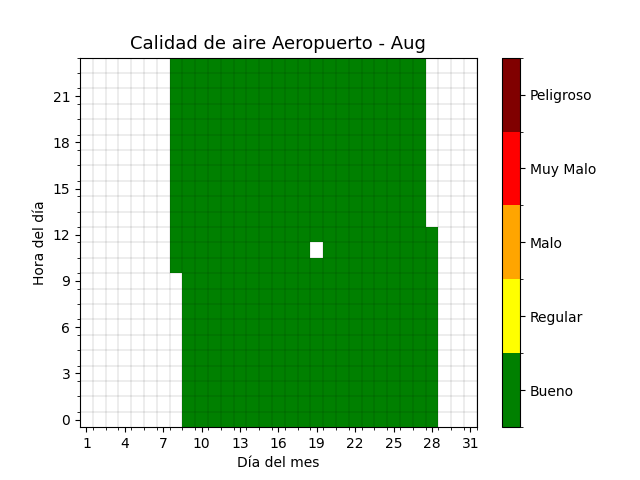 Calidad de aire Aeropuerto - Aug
Peligroso
Muy Malo
Malo
Regular
Bueno
Hora del día
21
18
15
12
9
6
3
0
1 4 7 10 13 16 19 22 25 28 31
Día del mes